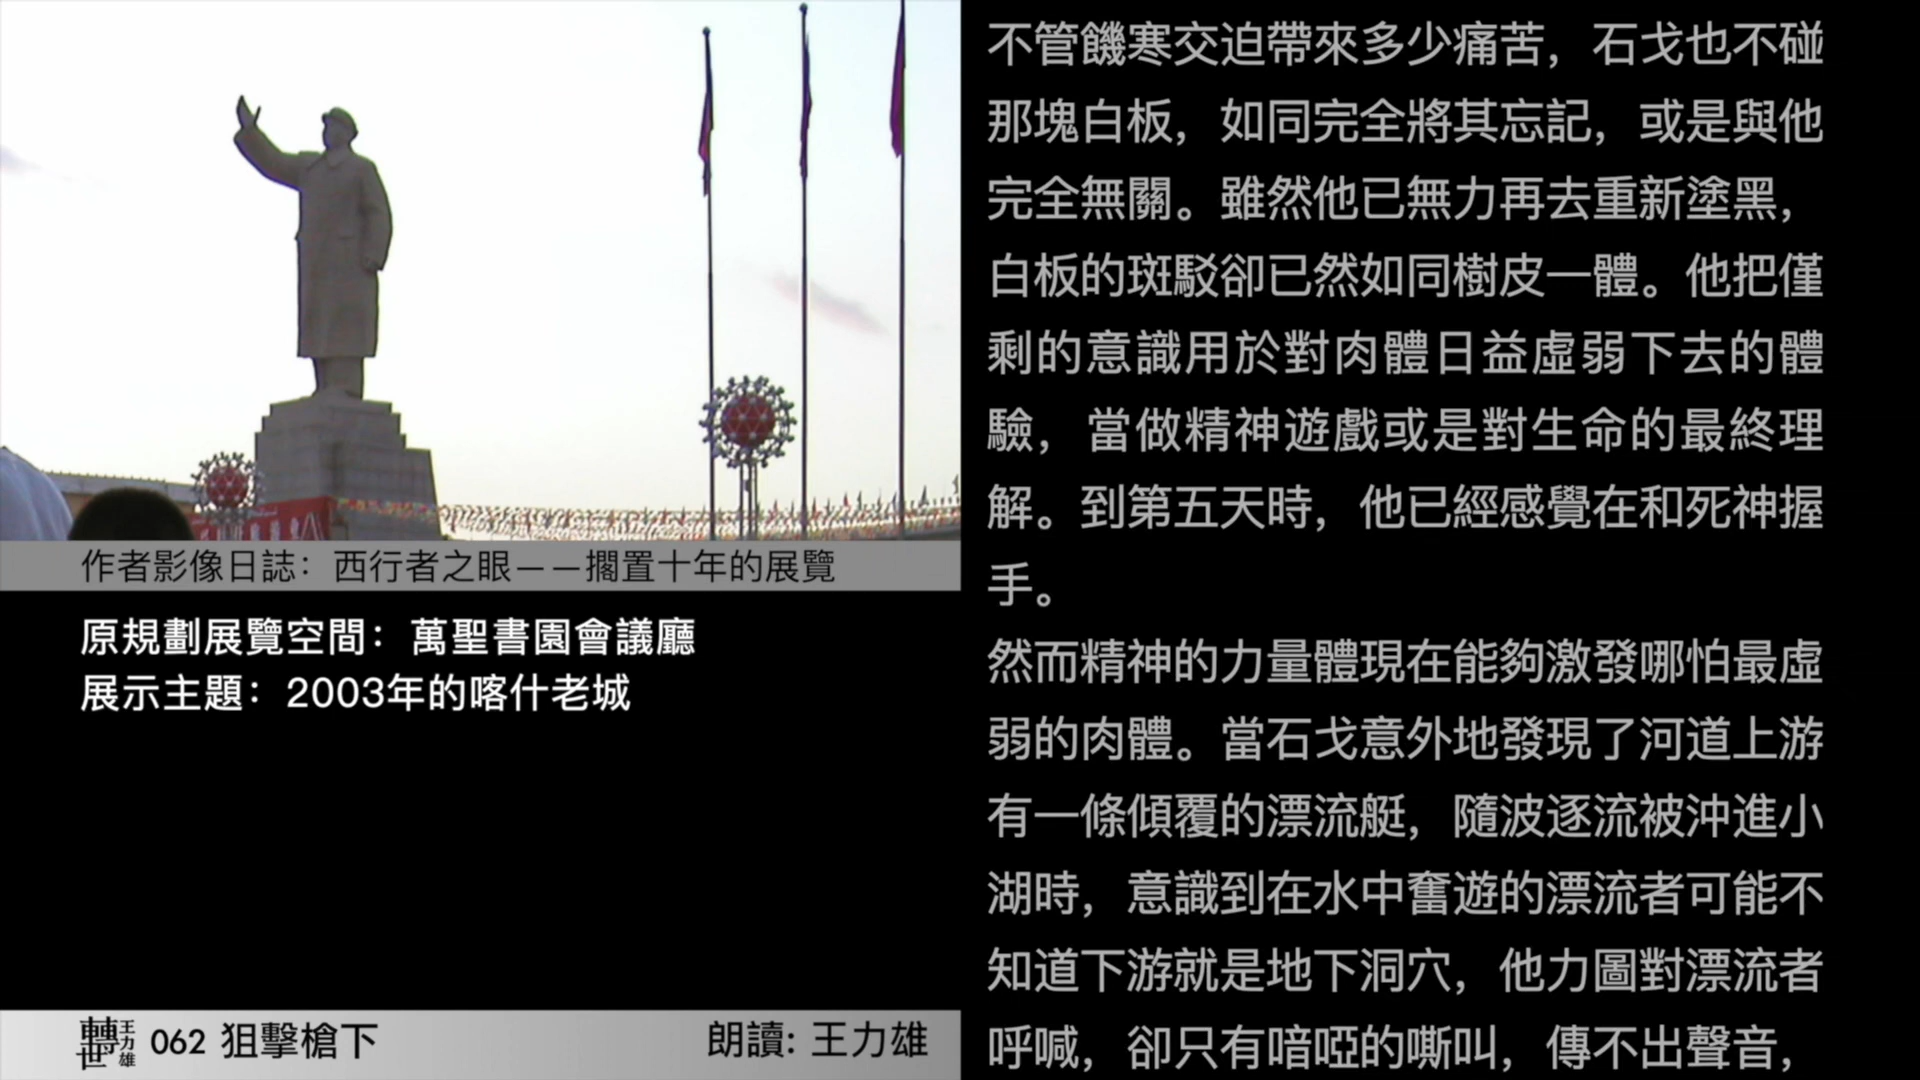 作者影像日誌：西行者之眼——擱置十年的展覽
原規劃展覽空間：萬聖書園會議廳
展示主題：2003年的喀什老城
轉世
王力雄
062 狙擊槍下
朗讀: 王力雄
不管饑寒交迫帶來多少痛苦，石戈也不碰
那塊白板，如同完全將其忘記，或是與他
完全無關。雖然他已無力再去重新塗黑，
白板的斑駁卻已然如同樹皮一體。他把僅
剩的意識用於對肉體日益虛弱下去的體
驗，當做精神遊戲或是對生命的最終理
解。到第五天時，他已經感覺在和死神握
手。
然而精神的力量體現在能夠激發哪怕最虛
弱的肉體。當石戈意外地發現了河道上游
有一條傾覆的漂流艇，隨波逐流被沖進小
湖時，意識到在水中奮遊的漂流者可能不
知道下游就是地下洞穴，他力圖對漂流者
呼喊，卻只有喑啞的嘶叫，傳不出聲音，